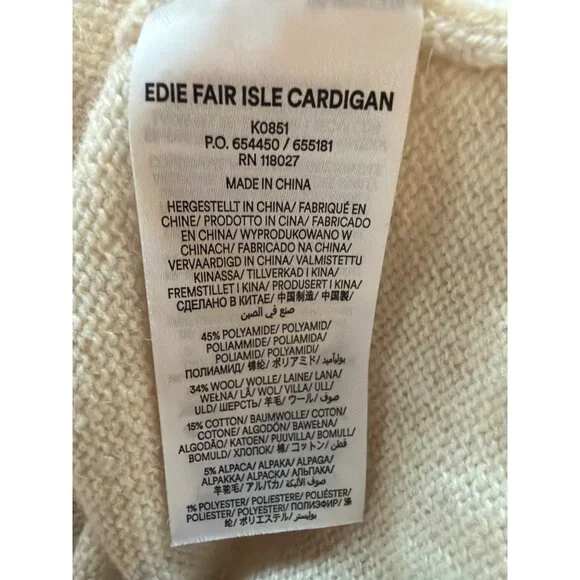 EDIE FAIR ISLE CARDIGAN
K0851
P.O. 654450 / 655181
RN 118027
MADE IN CHINA
HERGESTELLT IN CHINA/ FABRIQUÉ EN
CHINE/ PRODOTTO IN CINA/ FABRICADO
EN CHINA/ WYPRODUKOWANO W
CHINACH/ FABRICADO NA CHINA/
VERVAARDIGD IN CHINA/ VALMISTETTU
KIINASSA/ TILLVERKAD I KINA/
FREMSTILLET I KINA/ PRODUSERT I KINA/
СДЕЛАНО В КИТАЕ/ 中国制造/ 中国製/
صنع في الصين
45% POLYAMIDE/ POLYAMID/
POLIAMMIDE/ POLIAMIDA/
POLIAMID/ POLYAMIDI/
ПОЛИАМИД/ 锦纶/ ポリアミド/ بوليأميد
34% WOOL/ WOLLE/ LAINE/ LANA/
WEŁNA/ LÃ/ WOL/ VILLA/ ULL/
ULD/ ШЕРСТЬ/ 羊毛/ ウール/ صوف
15% COTTON/ BAUMWOLLE/ COTON/
COTONE/ ALGODÓN/ BAWEŁNA/
ALGODÃO/ KATOEN/ PUUVILLA/ BOMULL/
BOMULD/ ХЛОПОК/ 棉/ コットン/ قطن
5% ALPACA/ ALPAKA/ ALPAGA/
ALPAKKA/ ALPACKA/ АЛЬПАКА/
羊驼毛/ アルパカ/ صوف الألبكة
1% POLYESTER/ POLIESTERE/ POLIÉSTER/
POLIESTER/ POLYESTERI/ ПОЛИЭФИР/ 涤
纶/ ポリエステル/ بوليستر